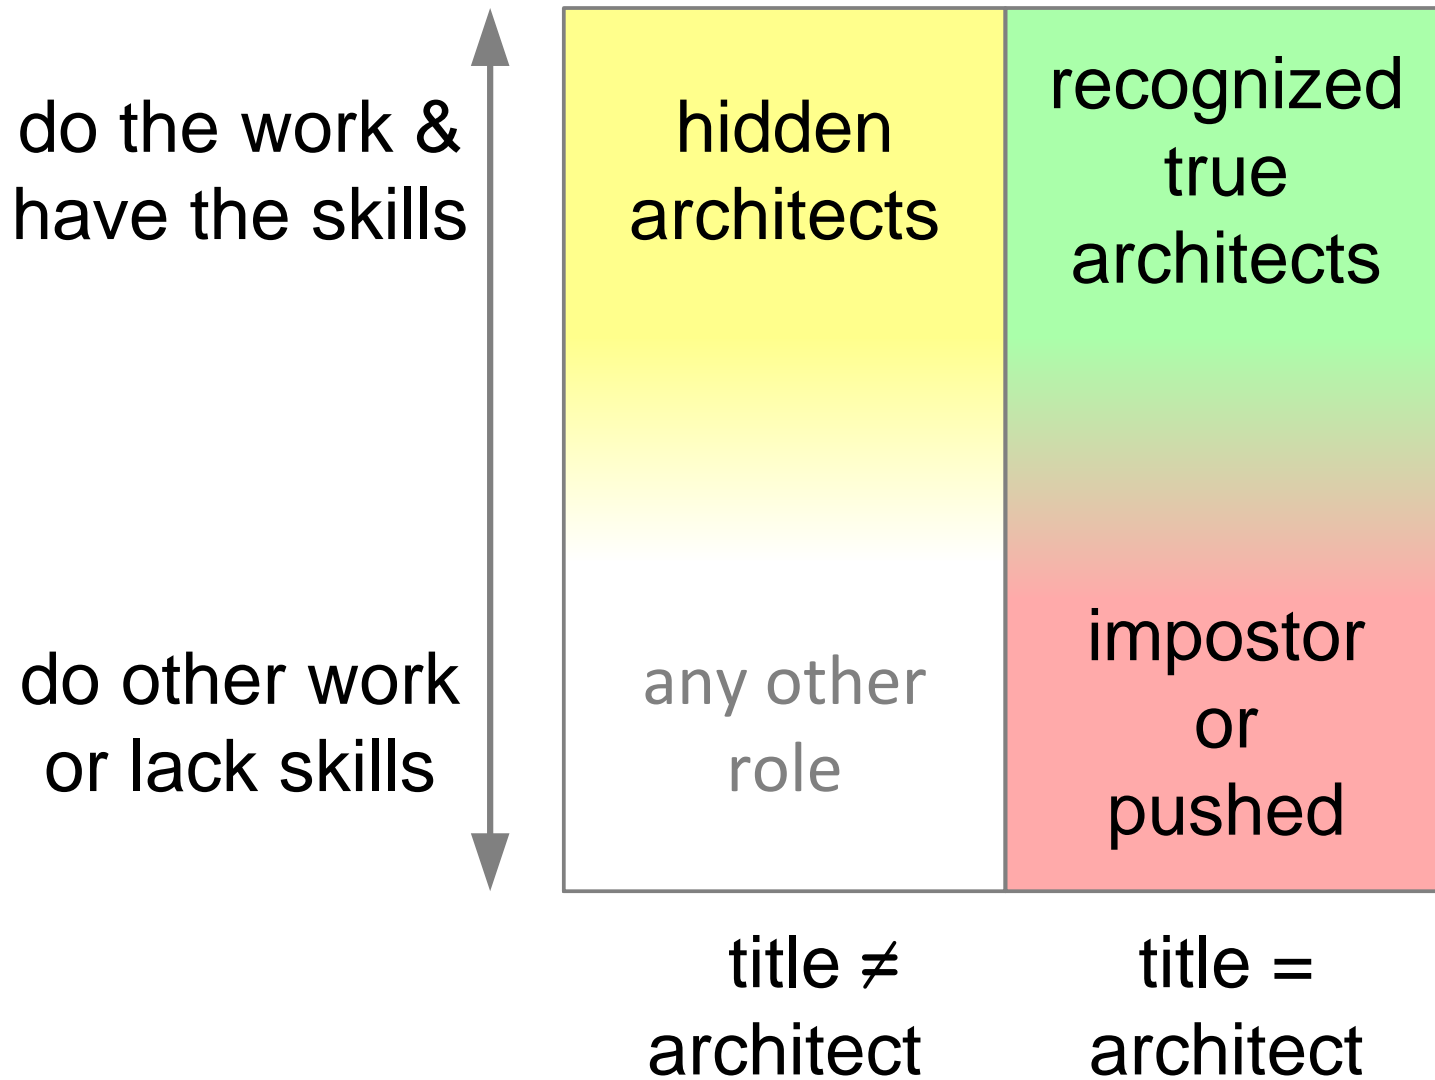 do the work &
have the skills
hidden
architects
recognized
true
architects
do other work
or lack skills
any other
role
impostor
or
pushed
title ≠
architect
title =
architect